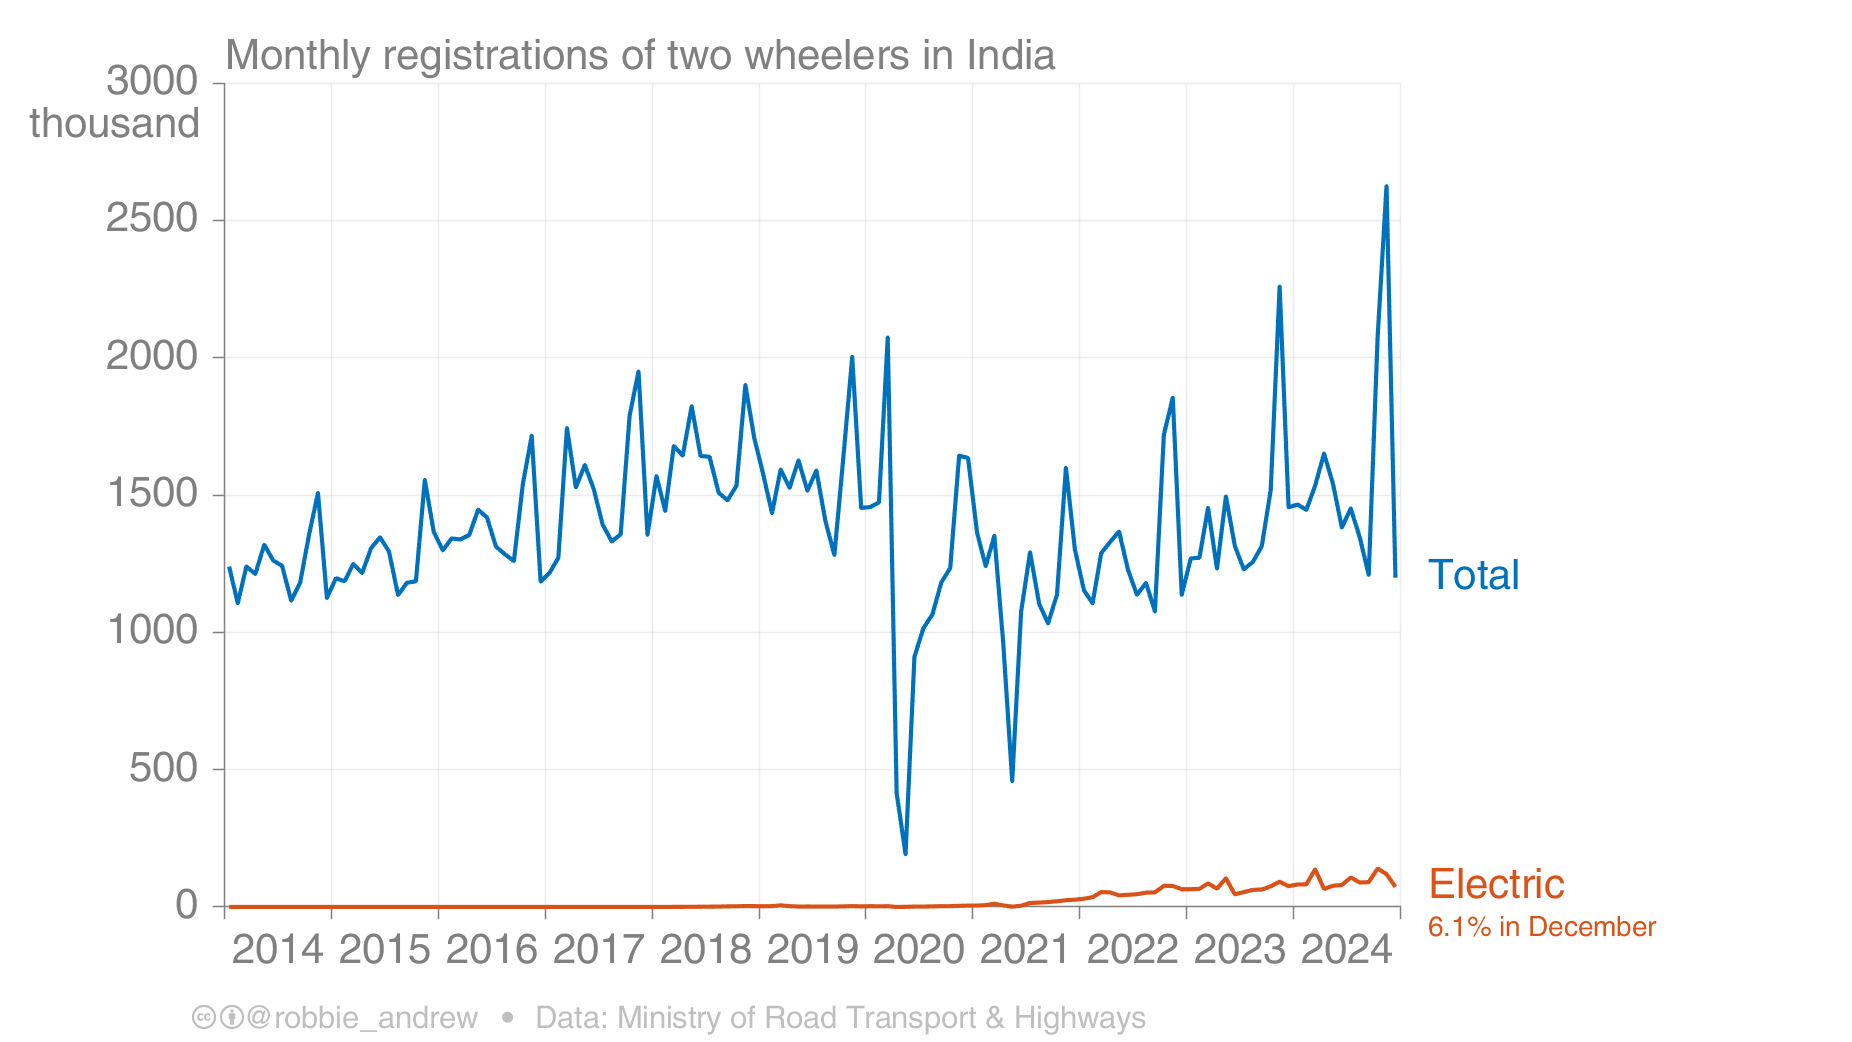 Monthly registrations of two wheelers in India
3000
thousand
2500
2000
1500
1000
500
0
Total
Electric
6.1% in December
2014 2015 2016 2017 2018 2019 2020 2021 2022 2023 2024
cc @robbie_andrew • Data: Ministry of Road Transport & Highways